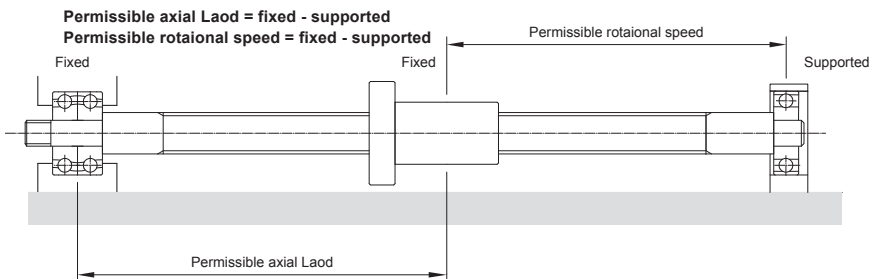 Permissible axial Laod = fixed - supported
Permissible rotaional speed = fixed - supported
Permissible rotaional speed
Fixed
Fixed
Supported
Permissible axial Laod